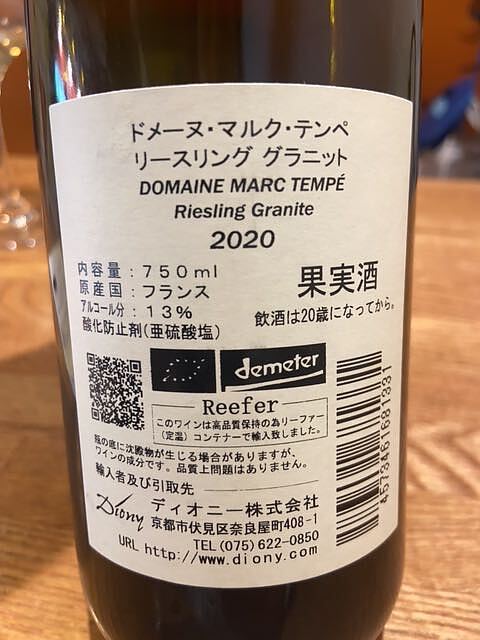 ドメーヌ・マルク・テンペ
リースリング グラニット
DOMAINE MARC TEMPÉ
Riesling Granite
2020
内容量：750ml
原産国：フランス
アルコール分：13%
酸化防止剤(亜硫酸塩)
果実酒
飲酒は20歳になってから。
demeter
Reefer
このワインは高品質保持の為リーファー
(定温)コンテナーで輸入致しました。
瓶の底に沈殿物が生じる場合がありますが、
ワインの成分です。品質上問題はありません。
輸入者及び引取先
Diony ディオニー株式会社
京都市伏見区奈良屋町408-1
TEL(075)622-0850
URL http://www.diony.com
4573461681331